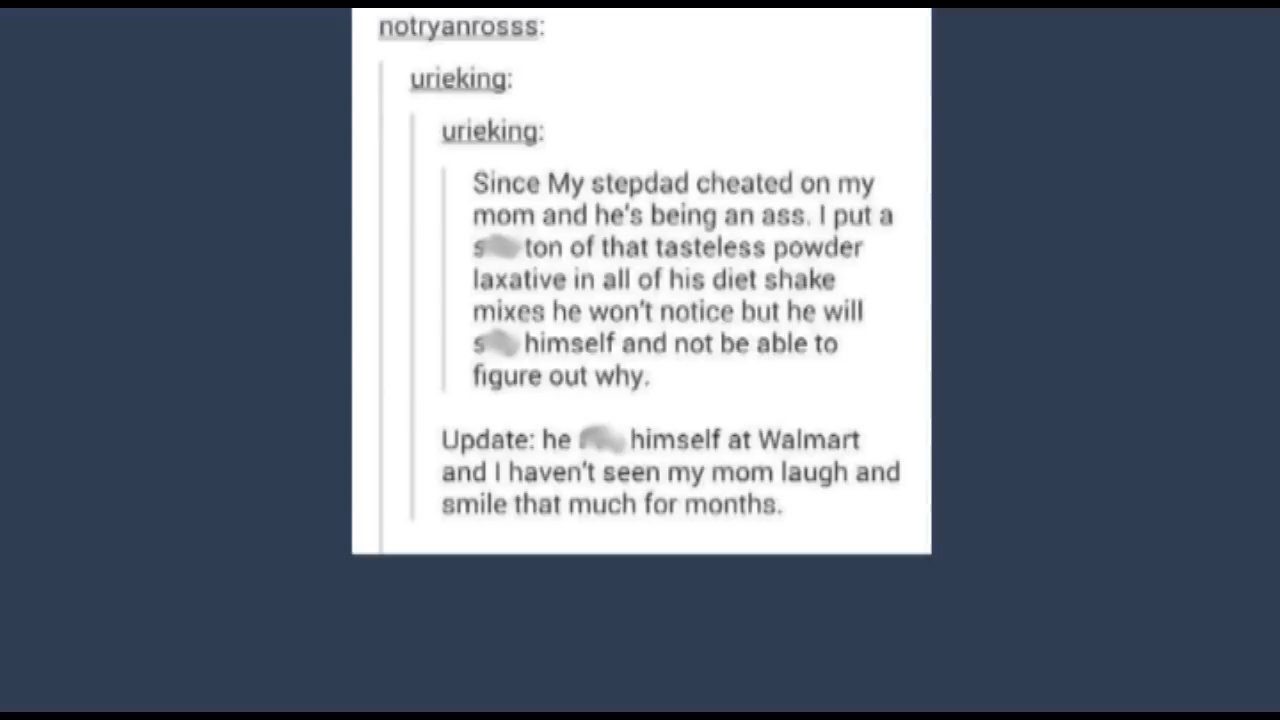 notryanrosss:
urieking:
urieking:
Since My stepdad cheated on my
mom and he's being an ass. I put a
s ton of that tasteless powder
laxative in all of his diet shake
mixes he won't notice but he will
s himself and not be able to
figure out why.
Update: he himself at Walmart
and I haven't seen my mom laugh and
smile that much for months.